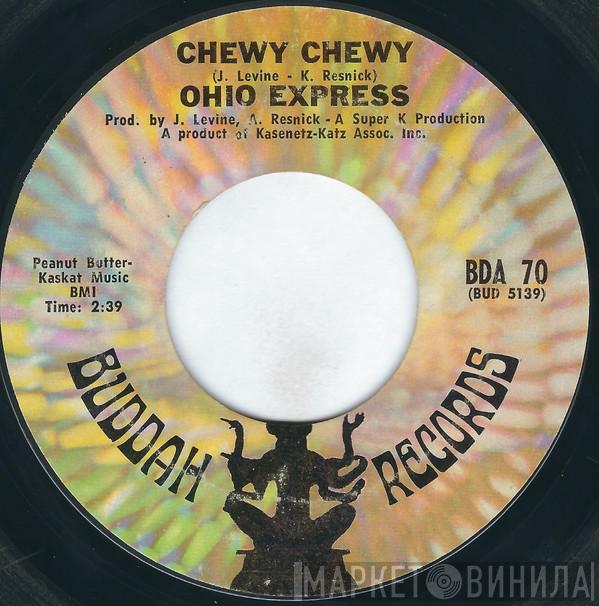 CHEWY CHEWY
(J. Levine - K. Resnick)
OHIO EXPRESS
Prod. by J. Levine, A. Resnick - A Super K Production
A product of Kasenetz-Katz Assoc. Inc.
Peanut Butter-
Kaskat Music
BMI
Time: 2:39
BDA 70
(BUD 5139)
BUDDAH RECORDS
МАРКЕТ ВИНИЛА